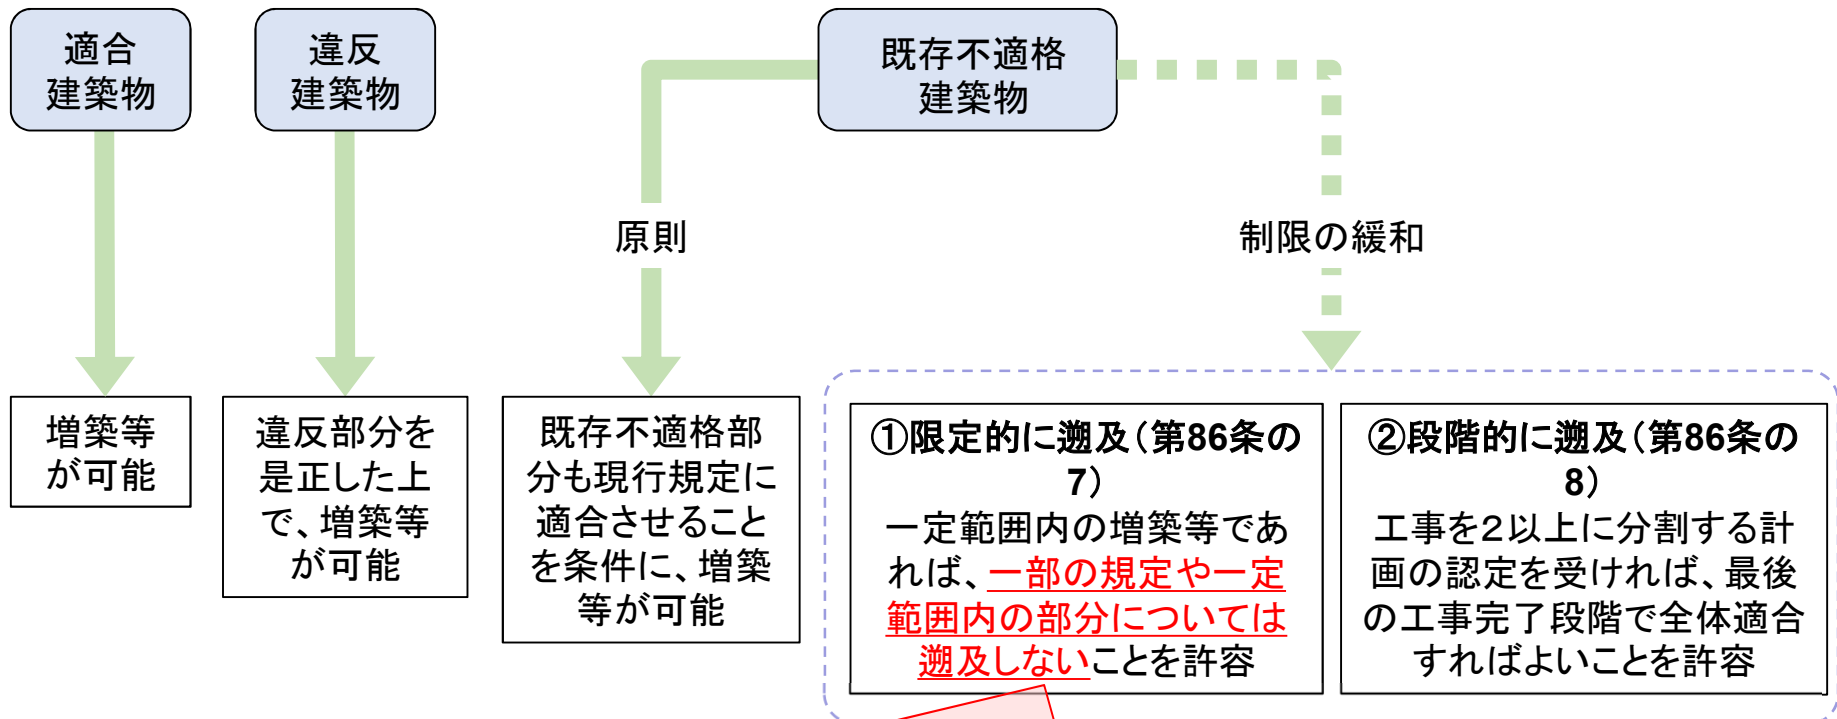 適合
建築物
違反
建築物
既存不適格
建築物
原則
制限の緩和
増築等
が可能
違反部分を
是正した上
で、増築等
が可能
既存不適格部
分も現行規定に
適合させること
を条件に、増築
等が可能
①限定的に遡及（第86条の
7）
一定範囲内の増築等であ
れば、一部の規定や一定
範囲内の部分については
遡及しないことを許容
②段階的に遡及（第86条の
8）
工事を２以上に分割する計
画の認定を受ければ、最後
の工事完了段階で全体適合
すればよいことを許容